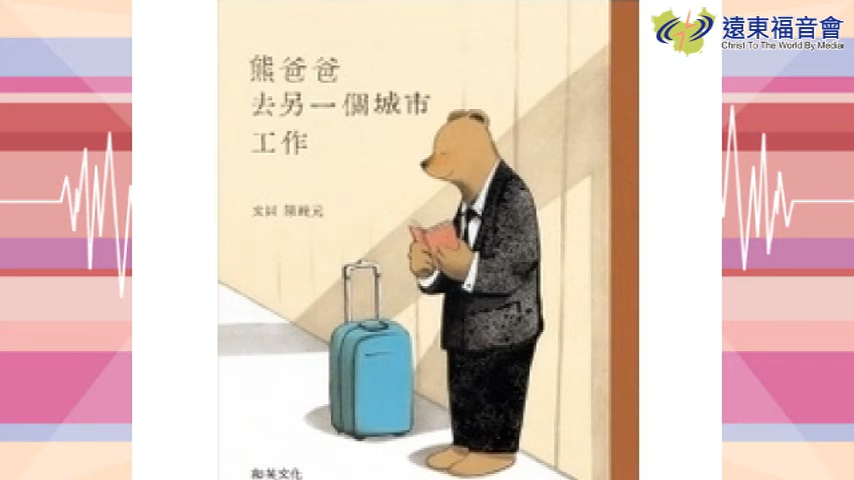 熊爸爸
去另一個城市
工作
文圖 陳綺元
和英文化
遠東福音會
Christ To The World By Media